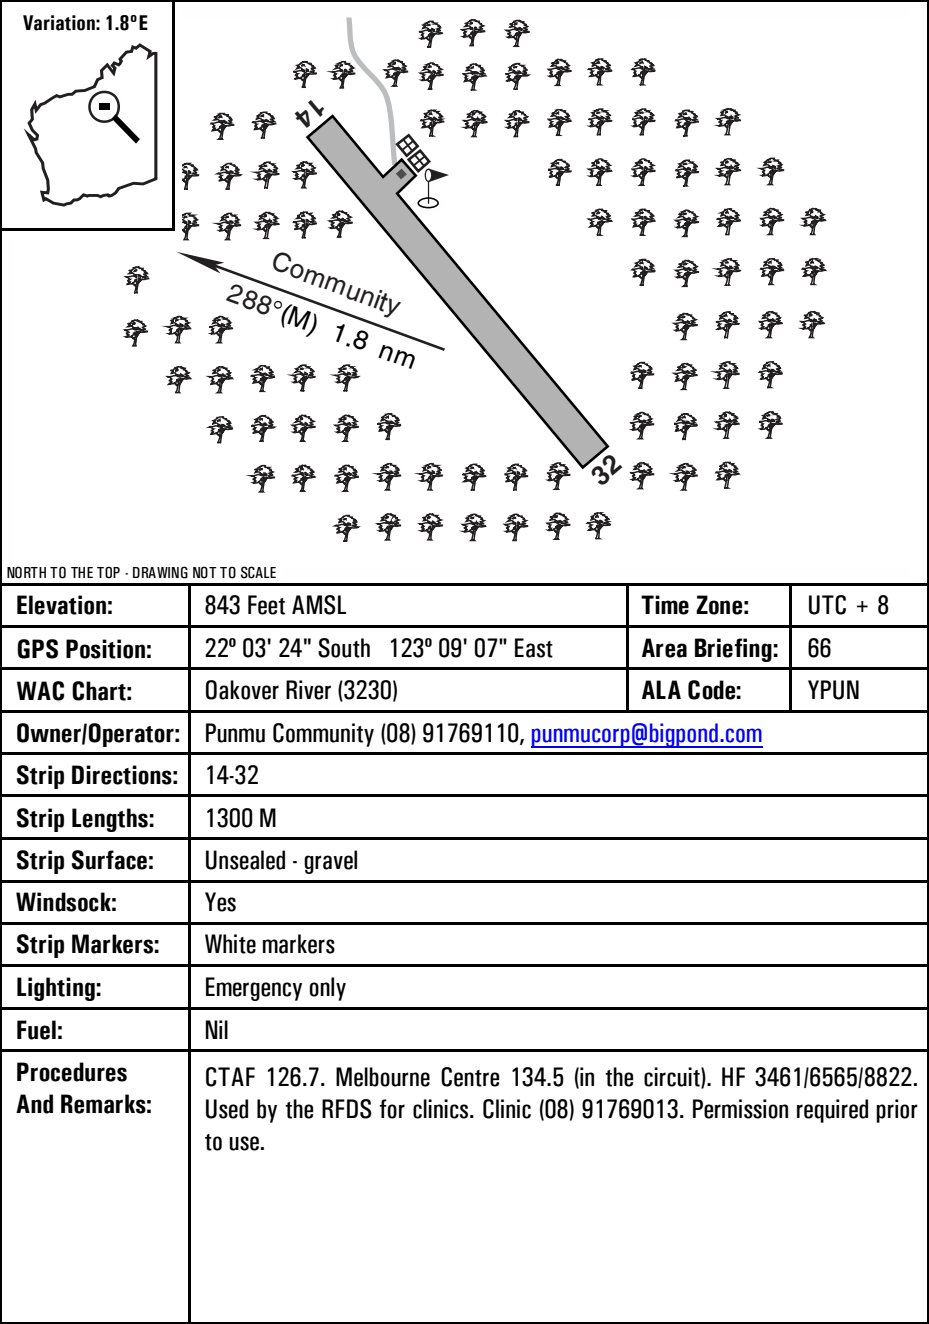 Variation: 1.8º E
14
Community
288°(M) 1.8 nm
32
NORTH TO THE TOP - DRAWING NOT TO SCALE
Elevation: 843 Feet AMSL Time Zone: UTC + 8
GPS Position: 22º 03' 24" South 123º 09' 07" East Area Briefing: 66
WAC Chart: Oakover River (3230) ALA Code: YPUN
Owner/Operator: Punmu Community (08) 91769110, punmucorp@bigpond.com
Strip Directions: 14-32
Strip Lengths: 1300 M
Strip Surface: Unsealed - gravel
Windsock: Yes
Strip Markers: White markers
Lighting: Emergency only
Fuel: Nil
Procedures
And Remarks:
CTAF 126.7. Melbourne Centre 134.5 (in the circuit). HF 3461/6565/8822.
Used by the RFDS for clinics. Clinic (08) 91769013. Permission required prior
to use.